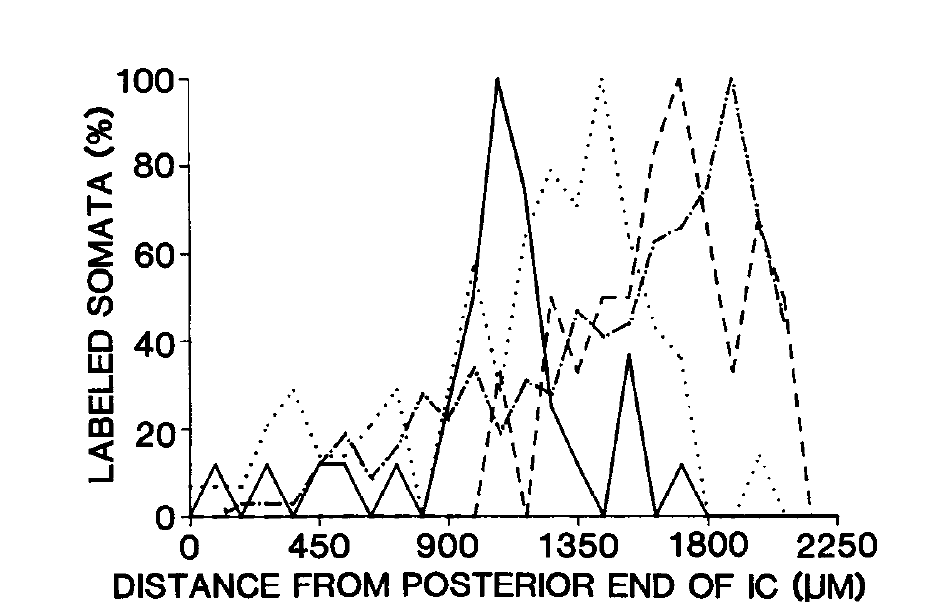 100
80
60
40
20
0
LABELED SOMATA (%)
0 450 900 1350 1800 2250
DISTANCE FROM POSTERIOR END OF IC (µM)